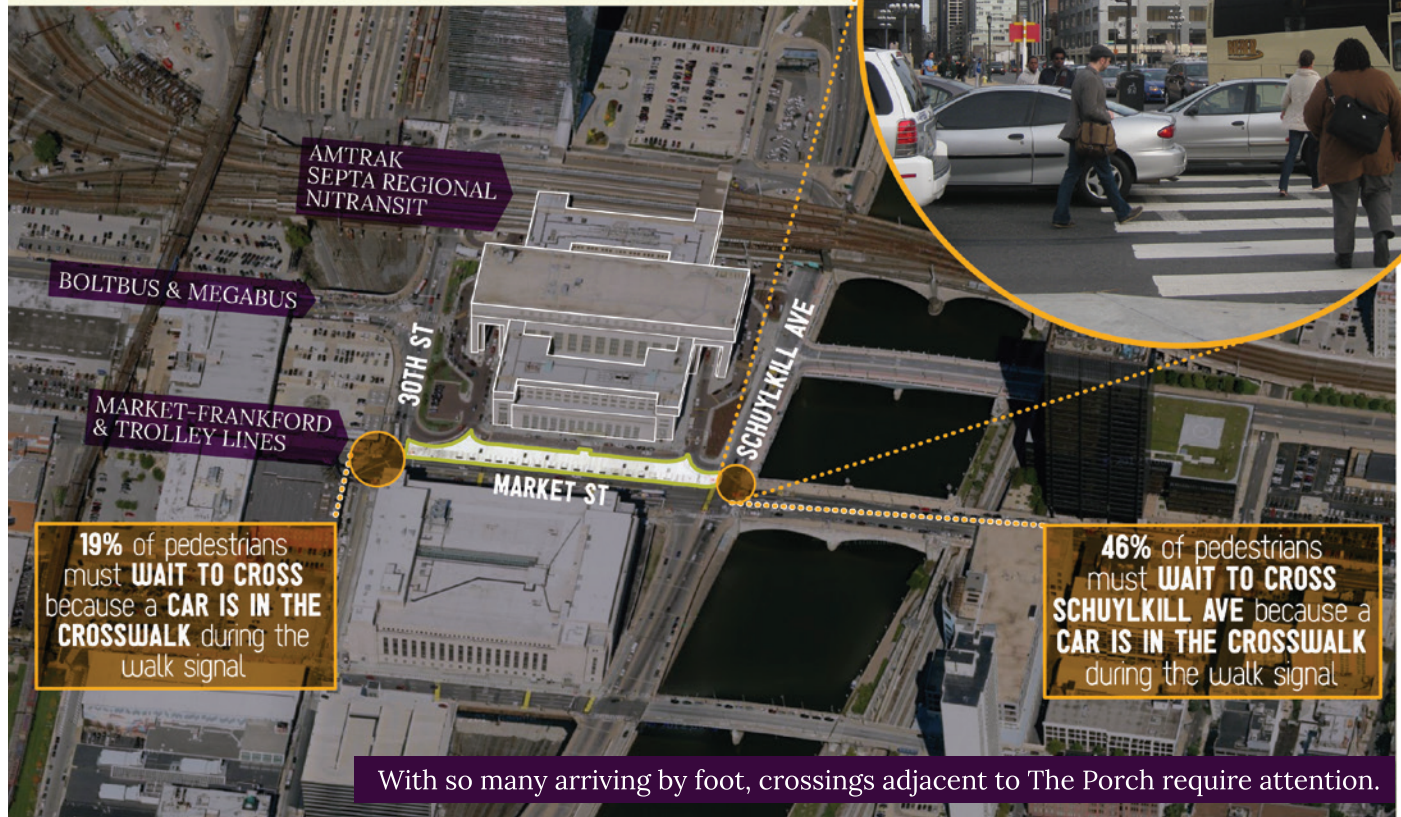 AMTRAK
SEPTA REGIONAL
NJTRANSIT
BOLTBUS & MEGABUS
30TH ST
SCHUYLKILL AVE
MARKET-FRANKFORD
& TROLLEY LINES
MARKET ST
19% of pedestrians
must WAIT TO CROSS
because a CAR IS IN THE
CROSSWALK during the
walk signal
46% of pedestrians
must WAIT TO CROSS
SCHUYLKILL AVE because a
CAR IS IN THE CROSSWALK
during the walk signal
With so many arriving by foot, crossings adjacent to The Porch require attention.